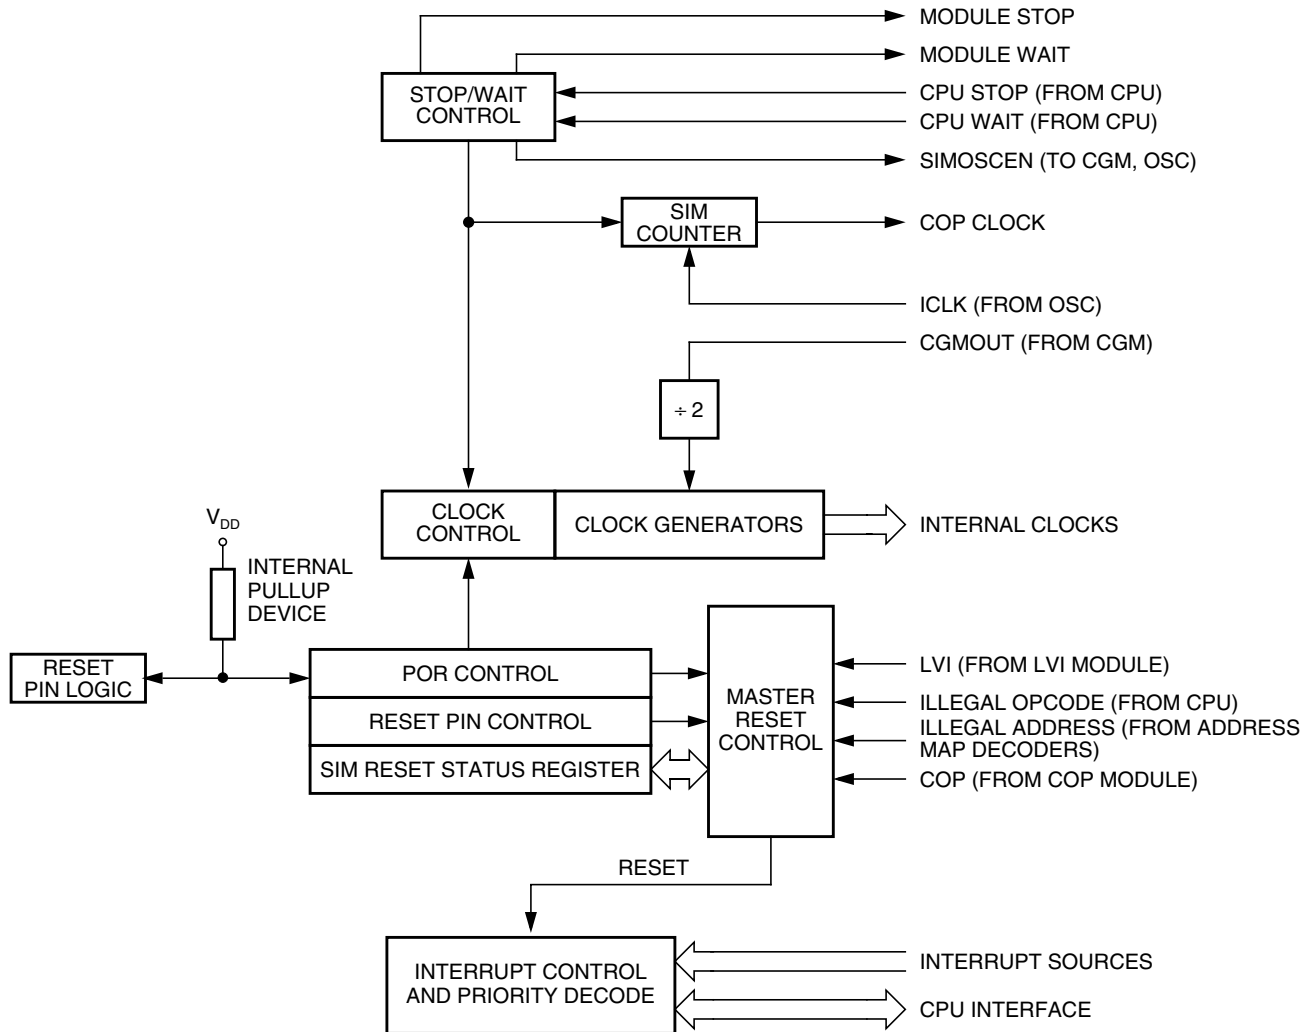 MODULE STOP
MODULE WAIT
STOP/WAIT
CONTROL
CPU STOP (FROM CPU)
CPU WAIT (FROM CPU)
SIMOSCEN (TO CGM, OSC)
SIM
COUNTER
COP CLOCK
ICLK (FROM OSC)
CGMOUT (FROM CGM)
÷ 2
CLOCK
CONTROL
CLOCK GENERATORS
INTERNAL CLOCKS
VDD
INTERNAL
PULLUP
DEVICE
RESET
PIN LOGIC
POR CONTROL
RESET PIN CONTROL
SIM RESET STATUS REGISTER
MASTER
RESET
CONTROL
LVI (FROM LVI MODULE)
ILLEGAL OPCODE (FROM CPU)
ILLEGAL ADDRESS (FROM ADDRESS
MAP DECODERS)
COP (FROM COP MODULE)
RESET
INTERRUPT CONTROL
AND PRIORITY DECODE
INTERRUPT SOURCES
CPU INTERFACE